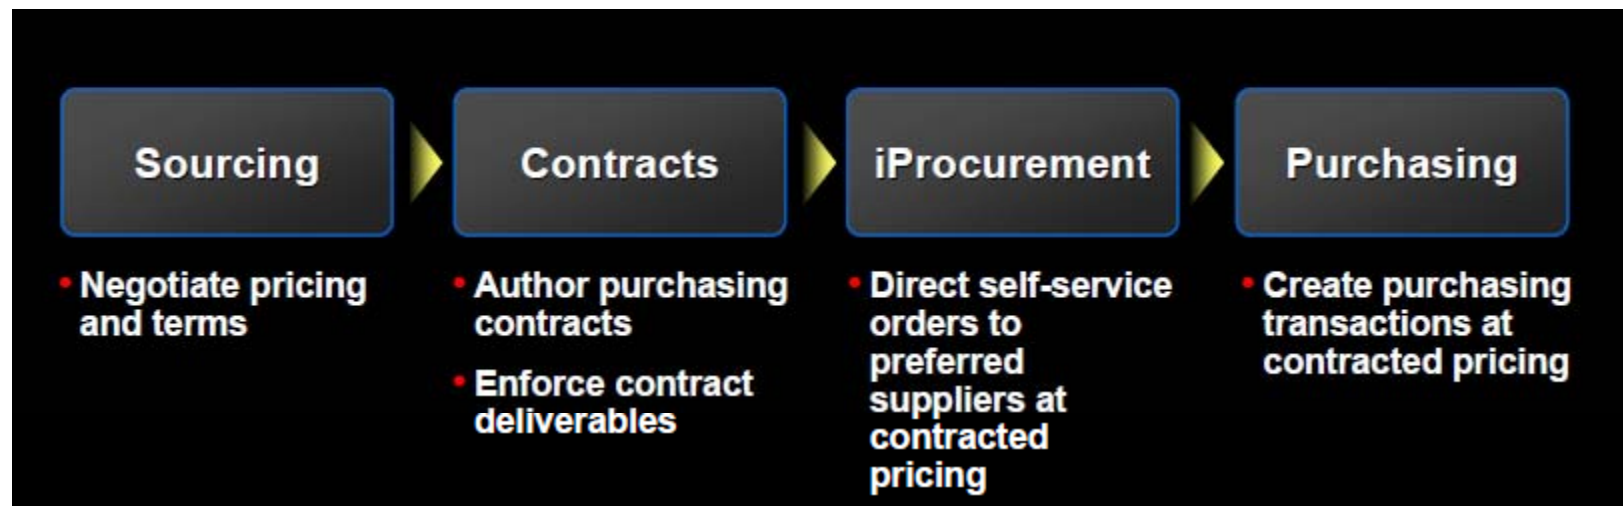 Sourcing
Contracts
iProcurement
Purchasing
• Negotiate pricing
and terms
• Author purchasing
contracts
• Enforce contract
deliverables
• Direct self-service
orders to
preferred
suppliers at
contracted
pricing
• Create purchasing
transactions at
contracted pricing